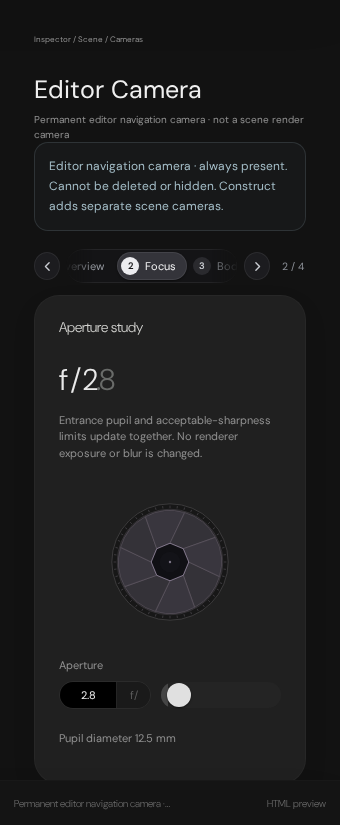 Inspector / Scene / Cameras
Editor Camera
Permanent editor navigation camera · not a scene render
camera
Editor navigation camera · always present.
Cannot be deleted or hidden. Construct
adds separate scene cameras.
erview 2 Focus 3 Boo 2 / 4
Aperture study
f/28
Entrance pupil and acceptable-sharpness
limits update together. No renderer
exposure or blur is changed.
Aperture
2.8 f/
Pupil diameter 12.5 mm
Permanent editor navigation camera ·... HTML preview